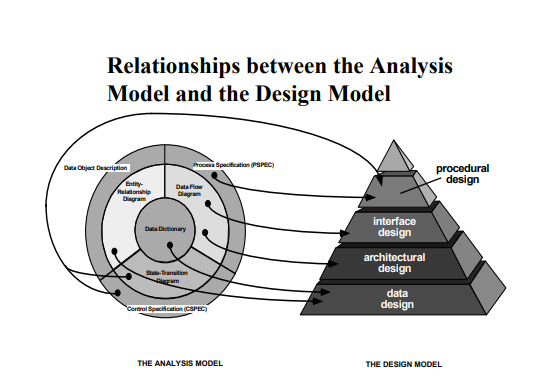 Relationships between the Analysis
Model and the Design Model
Data Object Description
Process Specification (PSPEC)
Entity-
Relationship
Diagram
Data Flow
Diagram
Data Dictionary
State-Transition
Diagram
Control Specification (CSPEC)
procedural
design
interface
design
architectural
design
data
design
THE ANALYSIS MODEL
THE DESIGN MODEL